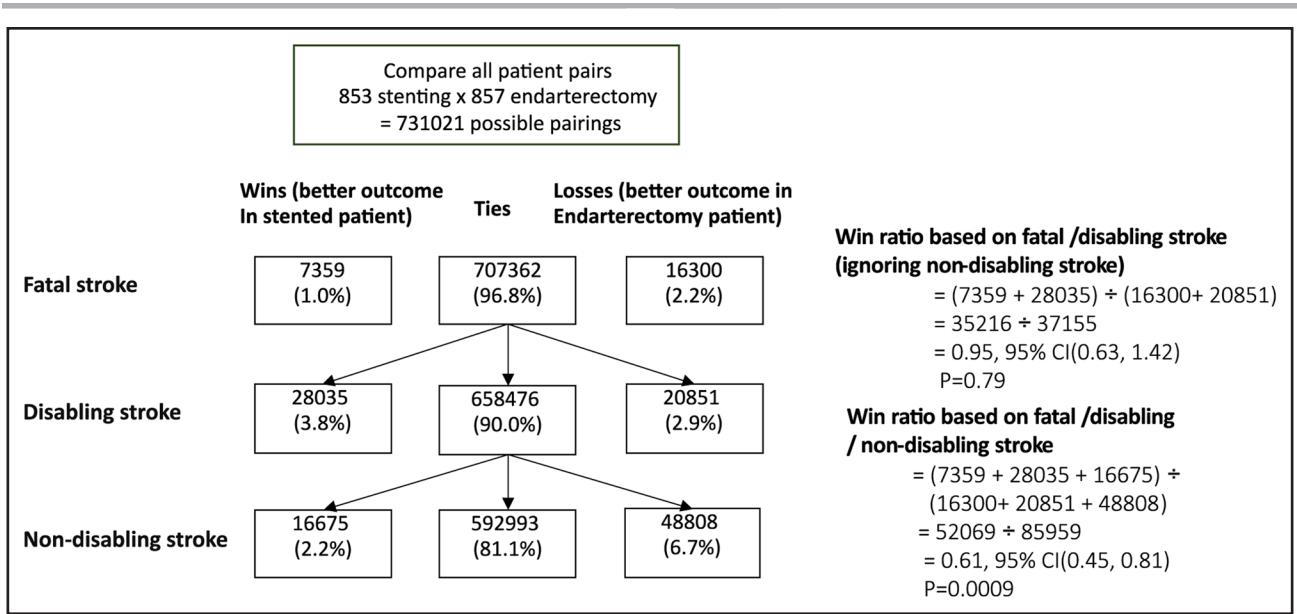 Compare all patient pairs
853 stenting x 857 endarterectomy
= 731021 possible pairings
Wins (better outcome
In stented patient)
Ties
Losses (better outcome in
Endarterectomy patient)
Fatal stroke
7359
(1.0%)
707362
(96.8%)
16300
(2.2%)
Disabling stroke
28035
(3.8%)
658476
(90.0%)
20851
(2.9%)
Non-disabling stroke
16675
(2.2%)
592993
(81.1%)
48808
(6.7%)
Win ratio based on fatal /disabling stroke
(ignoring non-disabling stroke)
= (7359 + 28035) ÷ (16300+ 20851)
= 35216 ÷ 37155
= 0.95, 95% CI(0.63, 1.42)
P=0.79
Win ratio based on fatal /disabling
/ non-disabling stroke
= (7359 + 28035 + 16675) ÷
(16300+ 20851 + 48808)
= 52069 ÷ 85959
= 0.61, 95% CI(0.45, 0.81)
P=0.0009